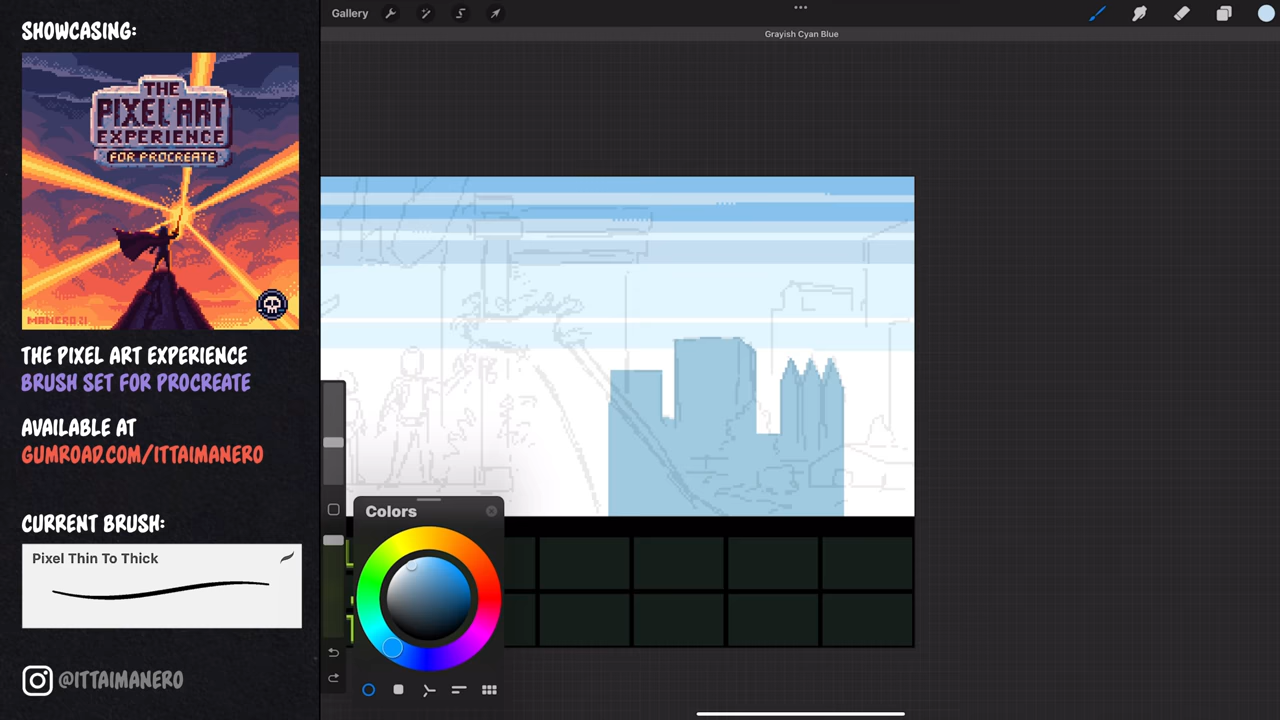 SHOWCASING:
THE
PIXEL ART
EXPERIENCE
FOR PROCREATE
MANERO 21
THE PIXEL ART EXPERIENCE
BRUSH SET FOR PROCREATE
AVAILABLE AT
GUMROAD.COM/ITTAIMANERO
CURRENT BRUSH:
Pixel Thin To Thick
@ITTAIMANERO
Gallery
Grayish Cyan Blue
Colors